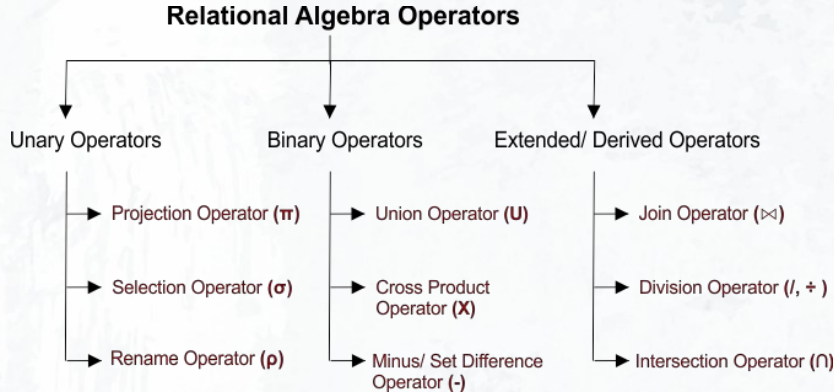 Relational Algebra Operators
Unary Operators
Binary Operators
Extended/ Derived Operators
Projection Operator (π)
Union Operator (U)
Join Operator (⋈)
Selection Operator (σ)
Cross Product
Operator (X)
Division Operator (/, ÷ )
Rename Operator (ρ)
Minus/ Set Difference
Operator (-)
Intersection Operator (∩)